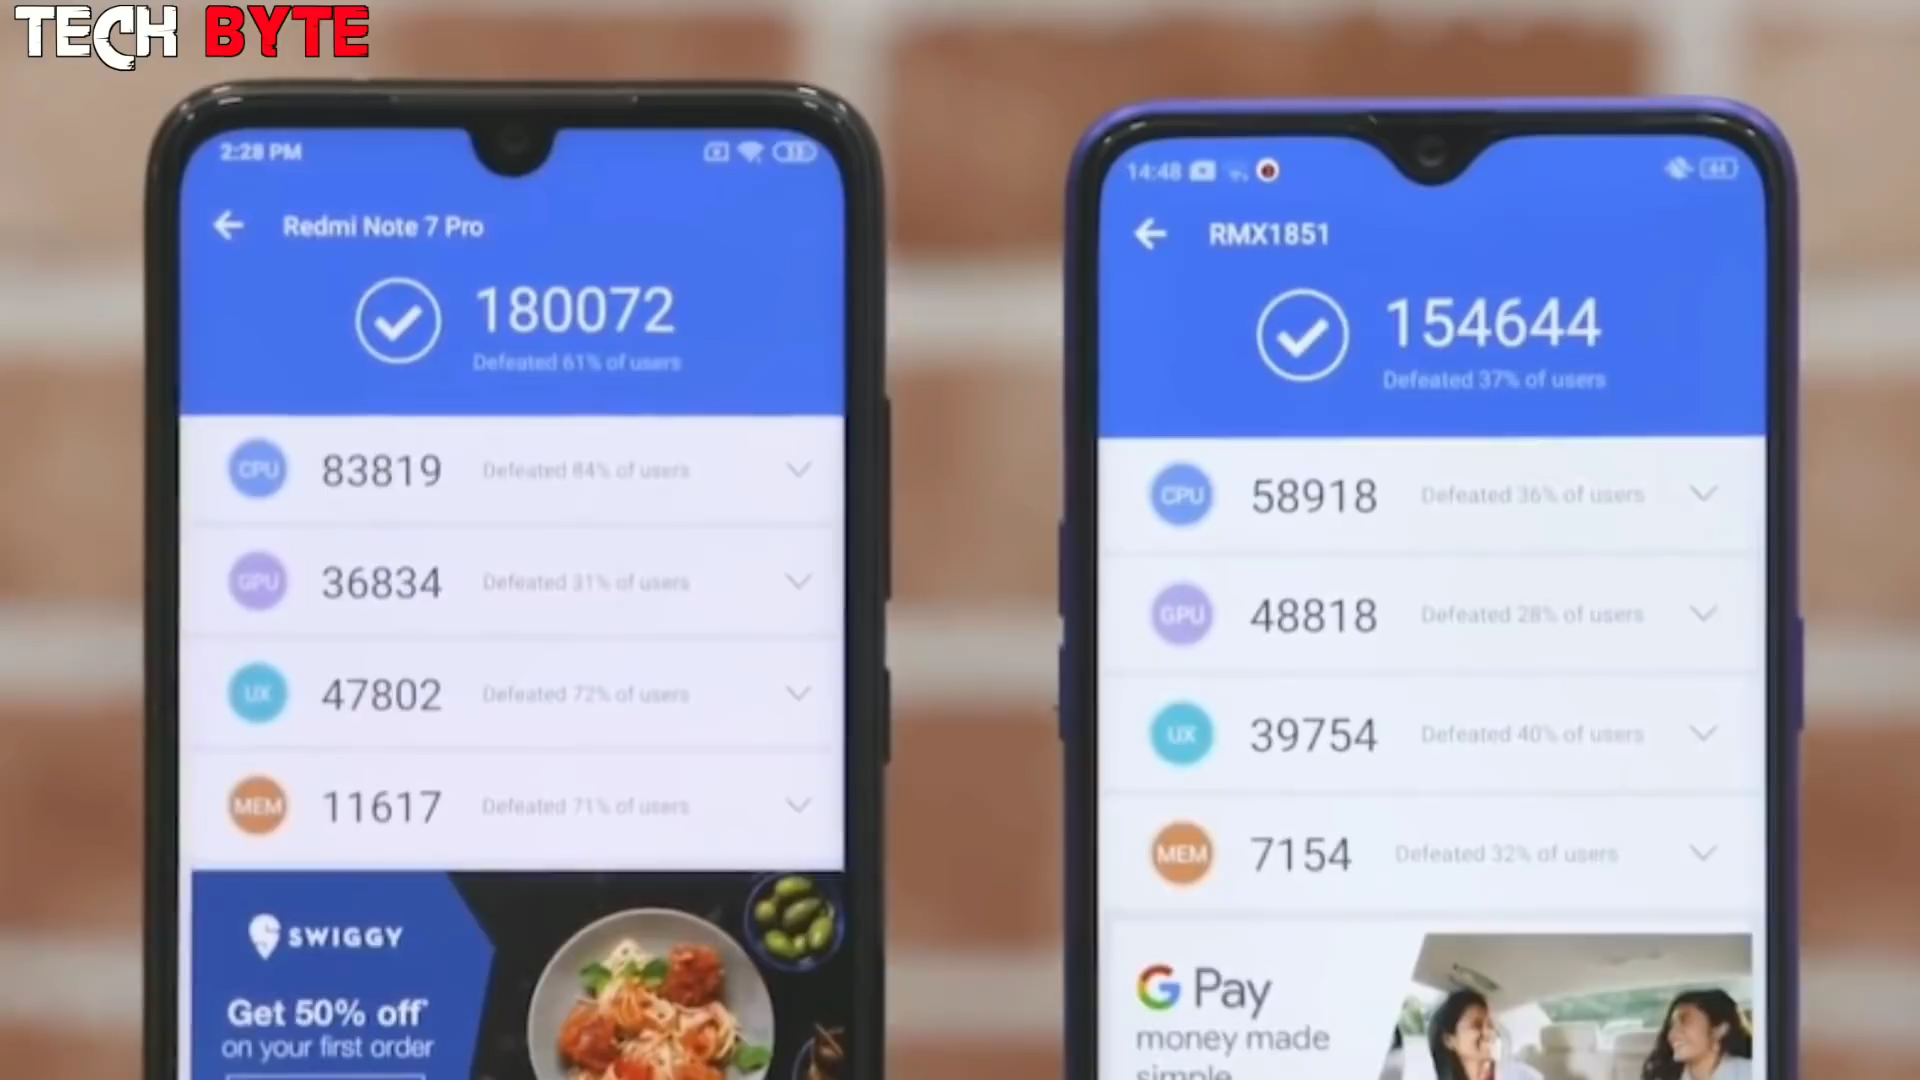 TECH BYTE
2:28 PM
Redmi Note 7 Pro
180072
Defeated 61% of users
CPU 83819 Defeated 84% of users
GPU 36834 Defeated 31% of users
UX 47802 Defeated 72% of users
MEM 11617 Defeated 71% of users
SWIGGY
Get 50% off*
on your first order
14:48
RMX1851
154644
Defeated 37% of users
CPU 58918 Defeated 36% of users
GPU 48818 Defeated 28% of users
UX 39754 Defeated 40% of users
MEM 7154 Defeated 32% of users
G Pay
money made
simple